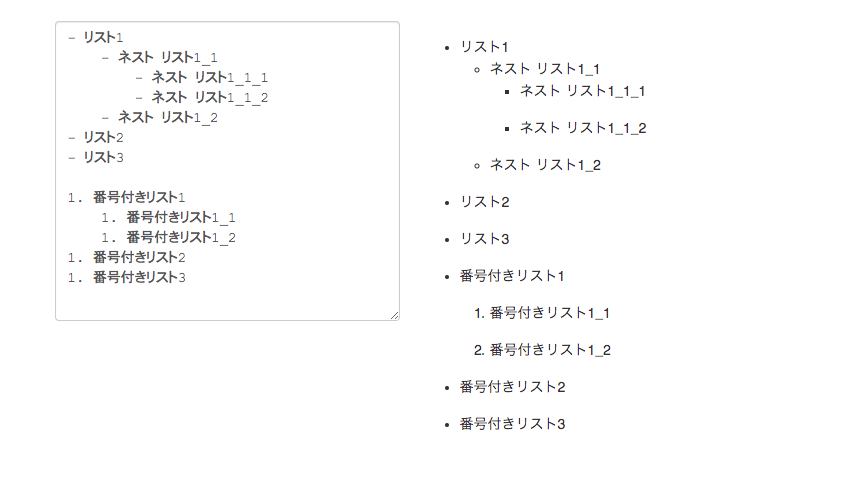 - リスト1
- ネスト リスト1_1
- ネスト リスト1_1_1
- ネスト リスト1_1_2
- ネスト リスト1_2
- リスト2
- リスト3
1. 番号付きリスト1
1. 番号付きリスト1_1
1. 番号付きリスト1_2
1. 番号付きリスト2
1. 番号付きリスト3
• リスト1
◦ ネスト リスト1_1
▪ ネスト リスト1_1_1
▪ ネスト リスト1_1_2
◦ ネスト リスト1_2
• リスト2
• リスト3
• 番号付きリスト1
1. 番号付きリスト1_1
2. 番号付きリスト1_2
• 番号付きリスト2
• 番号付きリスト3